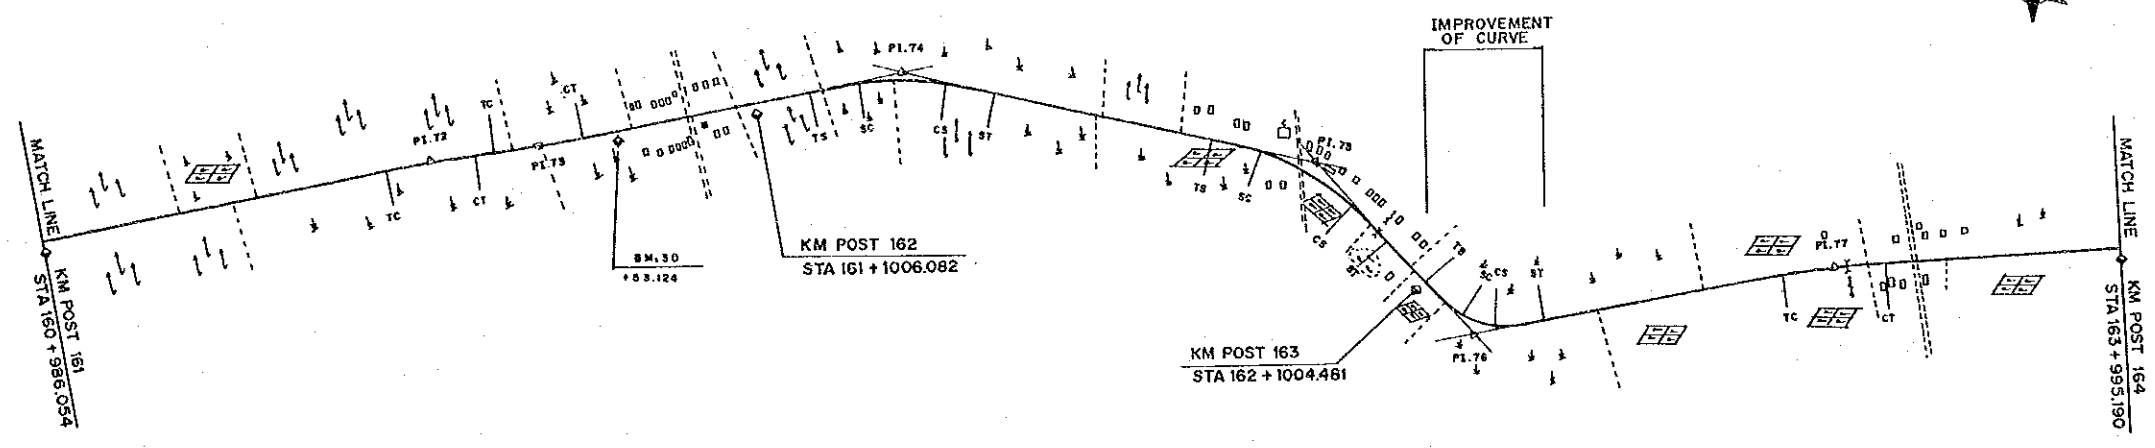 MATCH LINE
KM POST 161
STA 160 + 986.054
TC
CT
PI.72
TC
CT
PI.73
BM.30
+53.124
KM POST 162
STA 161 + 1006.082
TS
SC
PI.74
CS
ST
TS
SC
PI.75
CS
ST
IMPROVEMENT
OF CURVE
KM POST 163
STA 162 + 1004.461
TS
SC
CS
ST
PI.76
TC
PI.77
CT
MATCH LINE
KM POST 164
STA 163 + 995.190